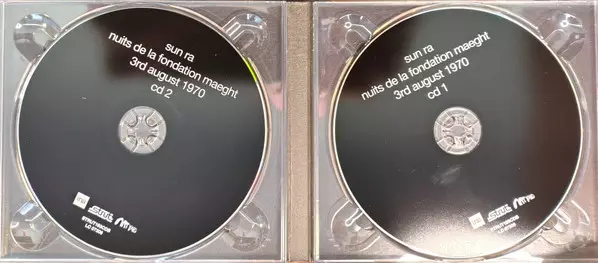 sun ra
nuits de la fondation maeght
3rd august 1970
cd 2
sun ra
nuits de la fondation maeght
3rd august 1970
cd 1